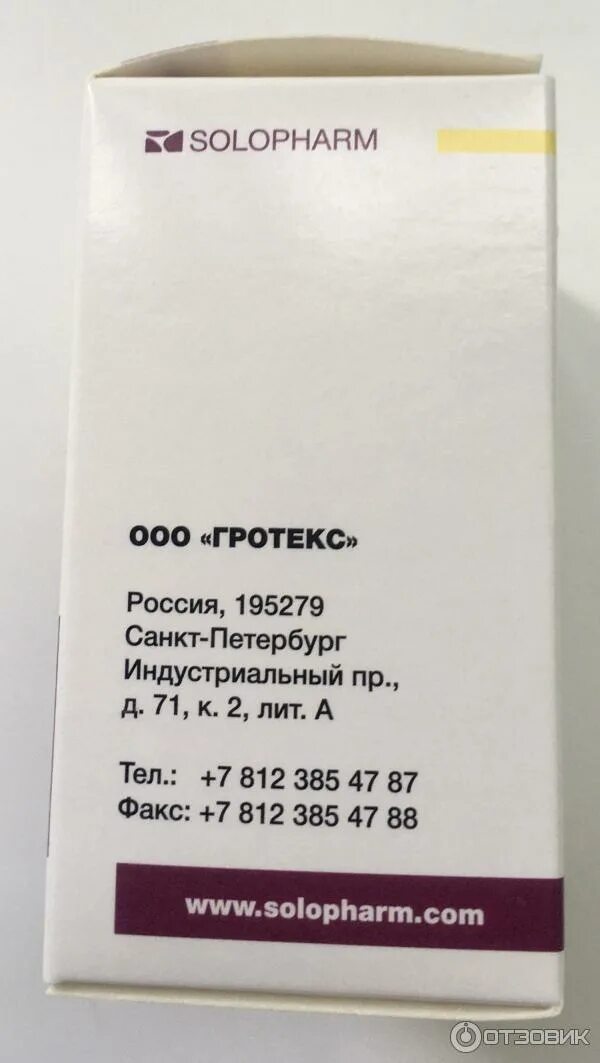 SOLOPHARM
ООО «ГРОТЕКС»
Россия, 195279
Санкт-Петербург
Индустриальный пр.,
д. 71, к. 2, лит. А
Тел.: +7 812 385 47 87
Факс: +7 812 385 47 88
www.solopharm.com
ОТЗОВИК